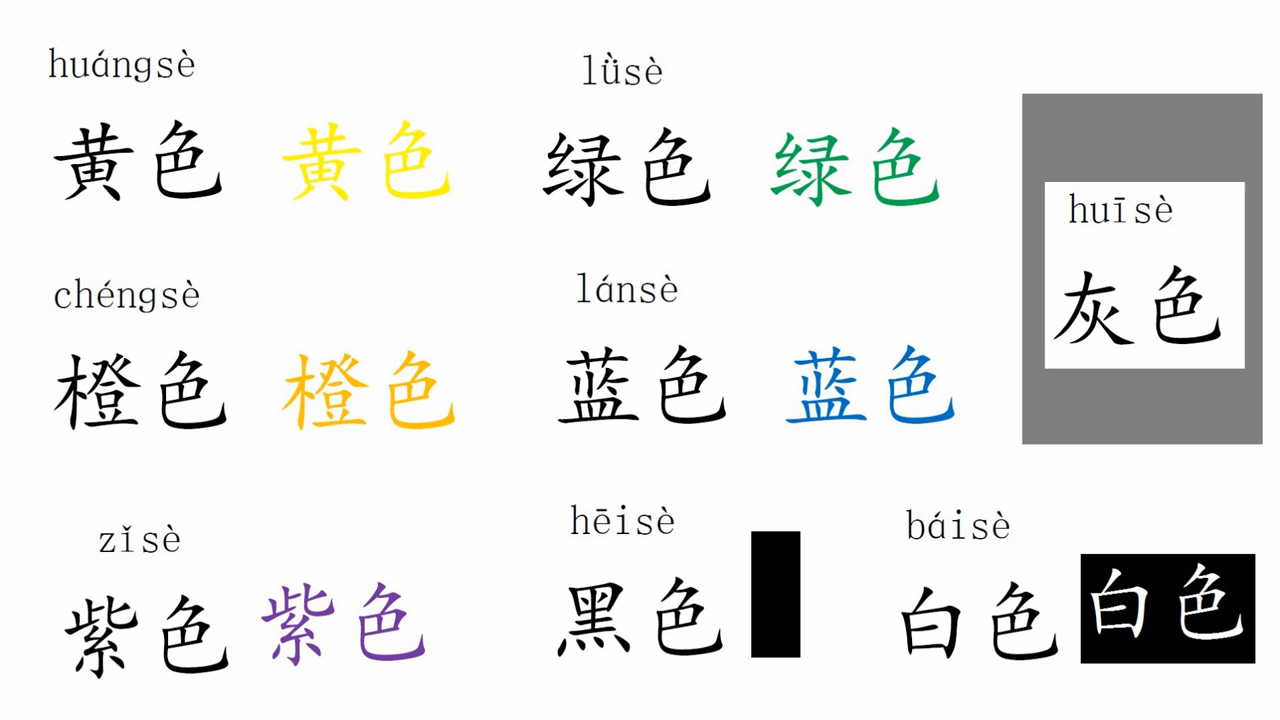 huángsè
黄色 黄色
lǜsè
绿色 绿色
huīsè
灰色
chéngsè
橙色 橙色
lánsè
蓝色 蓝色
zǐsè
紫色 紫色
hēisè
黑色
báisè
白色 白色